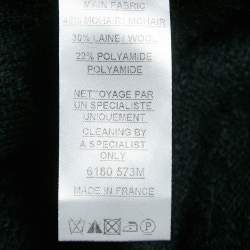 MAIN FABRIC
48% MOHAIR / MOHAIR
30% LAINE / WOOL
22% POLYAMIDE
POLYAMIDE
NETTOYAGE PAR
UN SPECIALISTE
UNIQUEMENT
CLEANING BY
A SPECIALIST
ONLY
6180 573M
MADE IN FRANCE
P